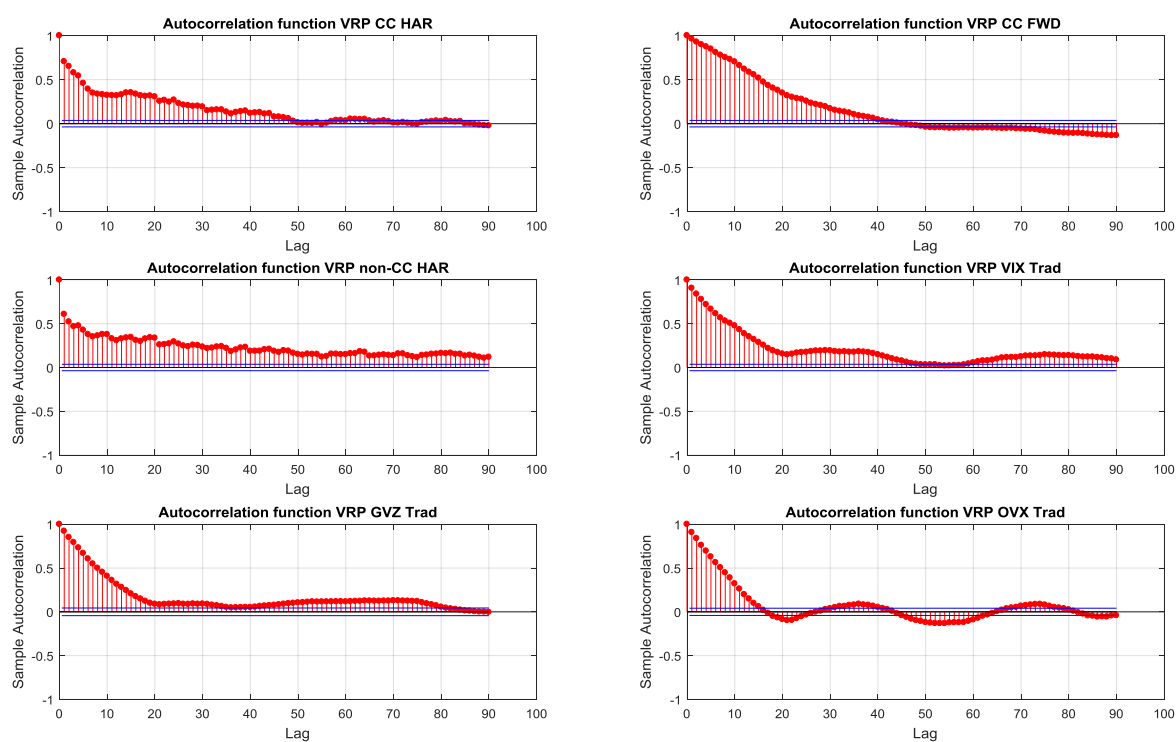 Autocorrelation function VRP CC HAR
Sample Autocorrelation
1
0.5
0
-0.5
-1
0 10 20 30 40 50 60 70 80 90 100
Lag
Autocorrelation function VRP CC FWD
Sample Autocorrelation
1
0.5
0
-0.5
-1
0 10 20 30 40 50 60 70 80 90 100
Lag
Autocorrelation function VRP non-CC HAR
Sample Autocorrelation
1
0.5
0
-0.5
-1
0 10 20 30 40 50 60 70 80 90 100
Lag
Autocorrelation function VRP VIX Trad
Sample Autocorrelation
1
0.5
0
-0.5
-1
0 10 20 30 40 50 60 70 80 90 100
Lag
Autocorrelation function VRP GVZ Trad
Sample Autocorrelation
1
0.5
0
-0.5
-1
0 10 20 30 40 50 60 70 80 90 100
Lag
Autocorrelation function VRP OVX Trad
Sample Autocorrelation
1
0.5
0
-0.5
-1
0 10 20 30 40 50 60 70 80 90 100
Lag